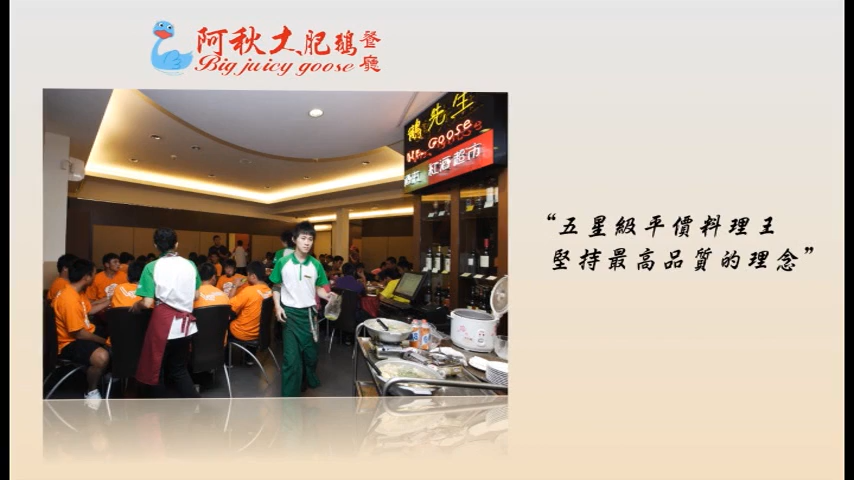 阿秋大肥鵝餐廳
Big juicy goose
鵝先生
Mr. Goose
紅酒超市
“五星級平價料理王
堅持最高品質的理念”